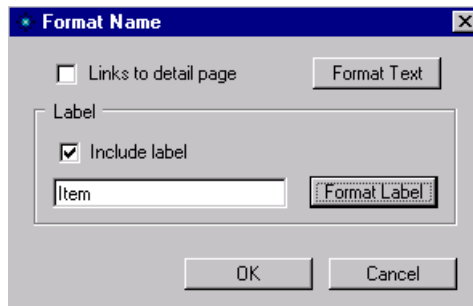 Format Name
Links to detail page
Format Text
Label
Include label
Item
Format Label
OK
Cancel